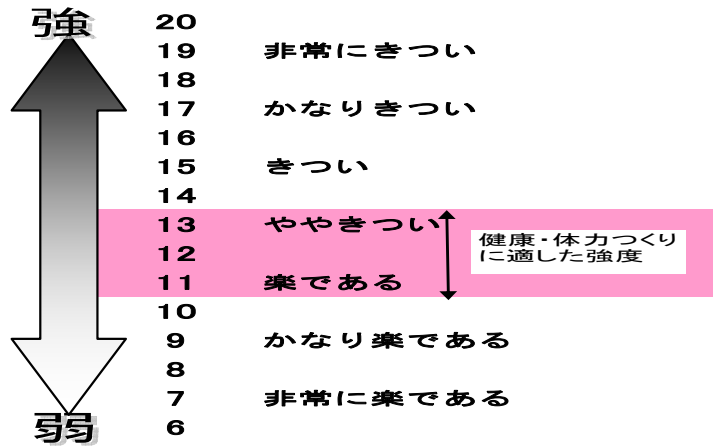 強
20
19 非常にきつい
18
17 かなりきつい
16
15 きつい
14
13 ややきつい
12
11 楽である
健康・体力つくり
に適した強度
10
9 かなり楽である
8
7 非常に楽である
6
弱